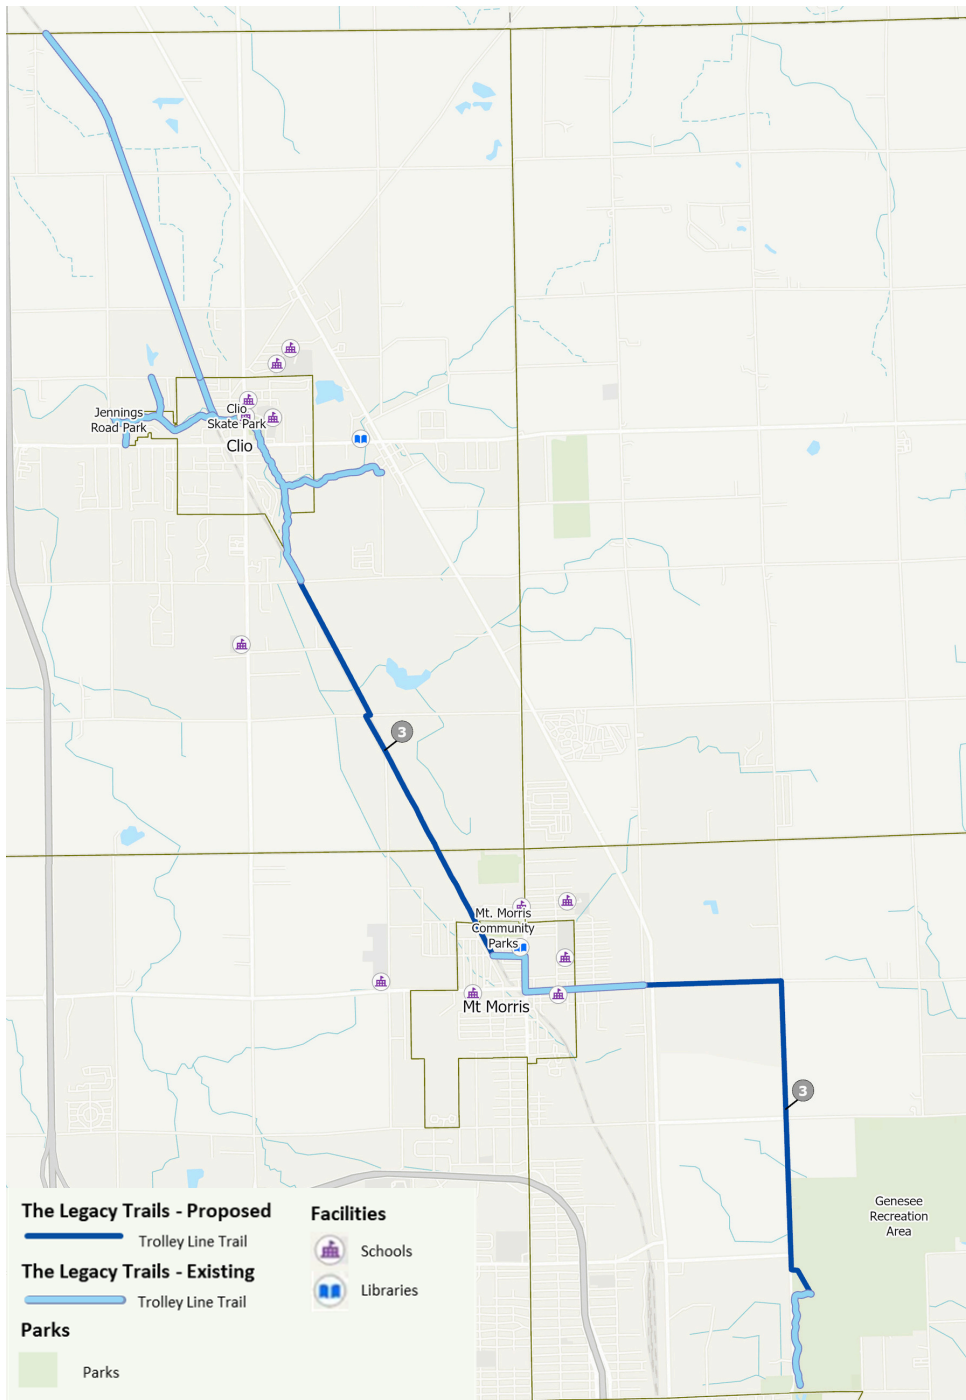 Jennings
Road Park
Clio
Skate Park
Clio
3
Mt. Morris
Community
Parks
Mt Morris
3
Genesee
Recreation
Area
The Legacy Trails - Proposed
Trolley Line Trail
The Legacy Trails - Existing
Trolley Line Trail
Parks
Parks
Facilities
Schools
Libraries